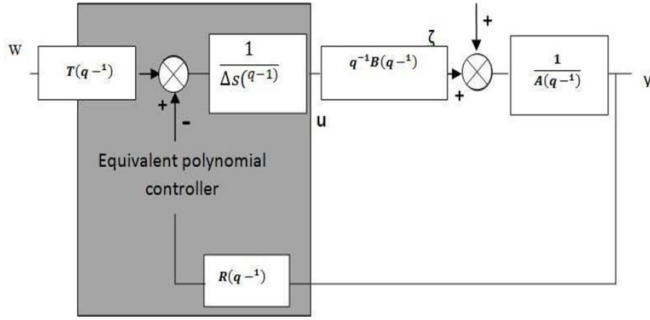 W
T(q−1)
+
-
1
Δs(q−1)
u
q−1B(q−1)
ζ
+
+
1
A(q−1)
y
Equivalent polynomial
controller
R(q−1)